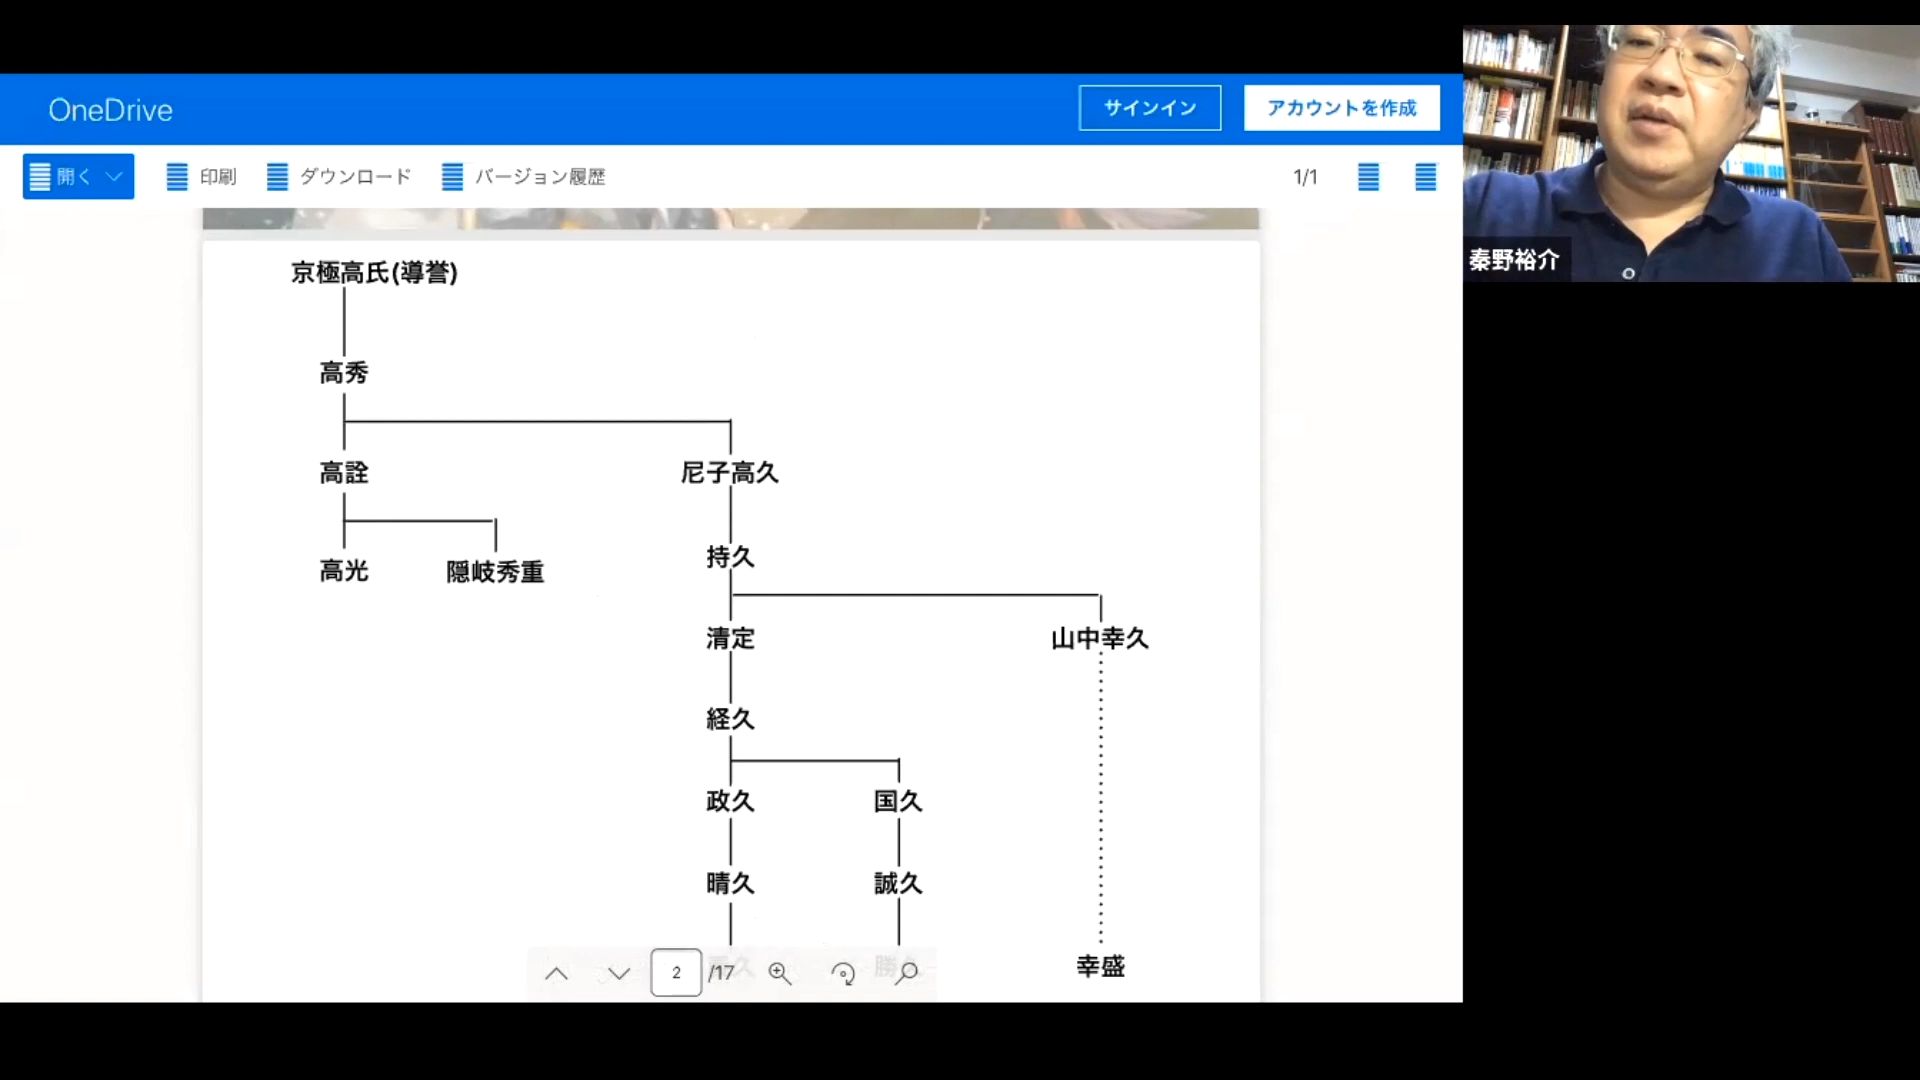 OneDrive
サインイン
アカウントを作成
開く
印刷
ダウンロード
バージョン履歴
1/1
秦野裕介
京極高氏(導誉)
高秀
高詮
尼子高久
高光
隠岐秀重
持久
清定
山中幸久
経久
政久
国久
晴久
誠久
久
勝
幸盛
2
/17